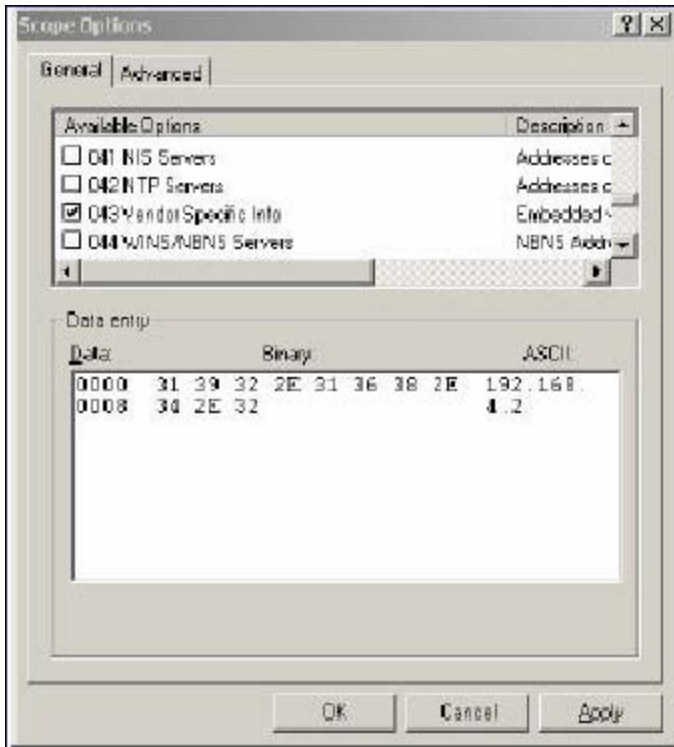 Scope Options
General Advanced
Available Options Description
041 NIS Servers Addresses c
042 NTP Servers Addresses c
043 Vendor Specific Info Embedded
044 WINS/NBNS Servers NBNS Addr
Data entry
Data: Binary: ASCII:
0000 31 39 32 2E 31 36 38 2E 192.168.
0008 34 2E 32 4.2
OK Cancel Apply